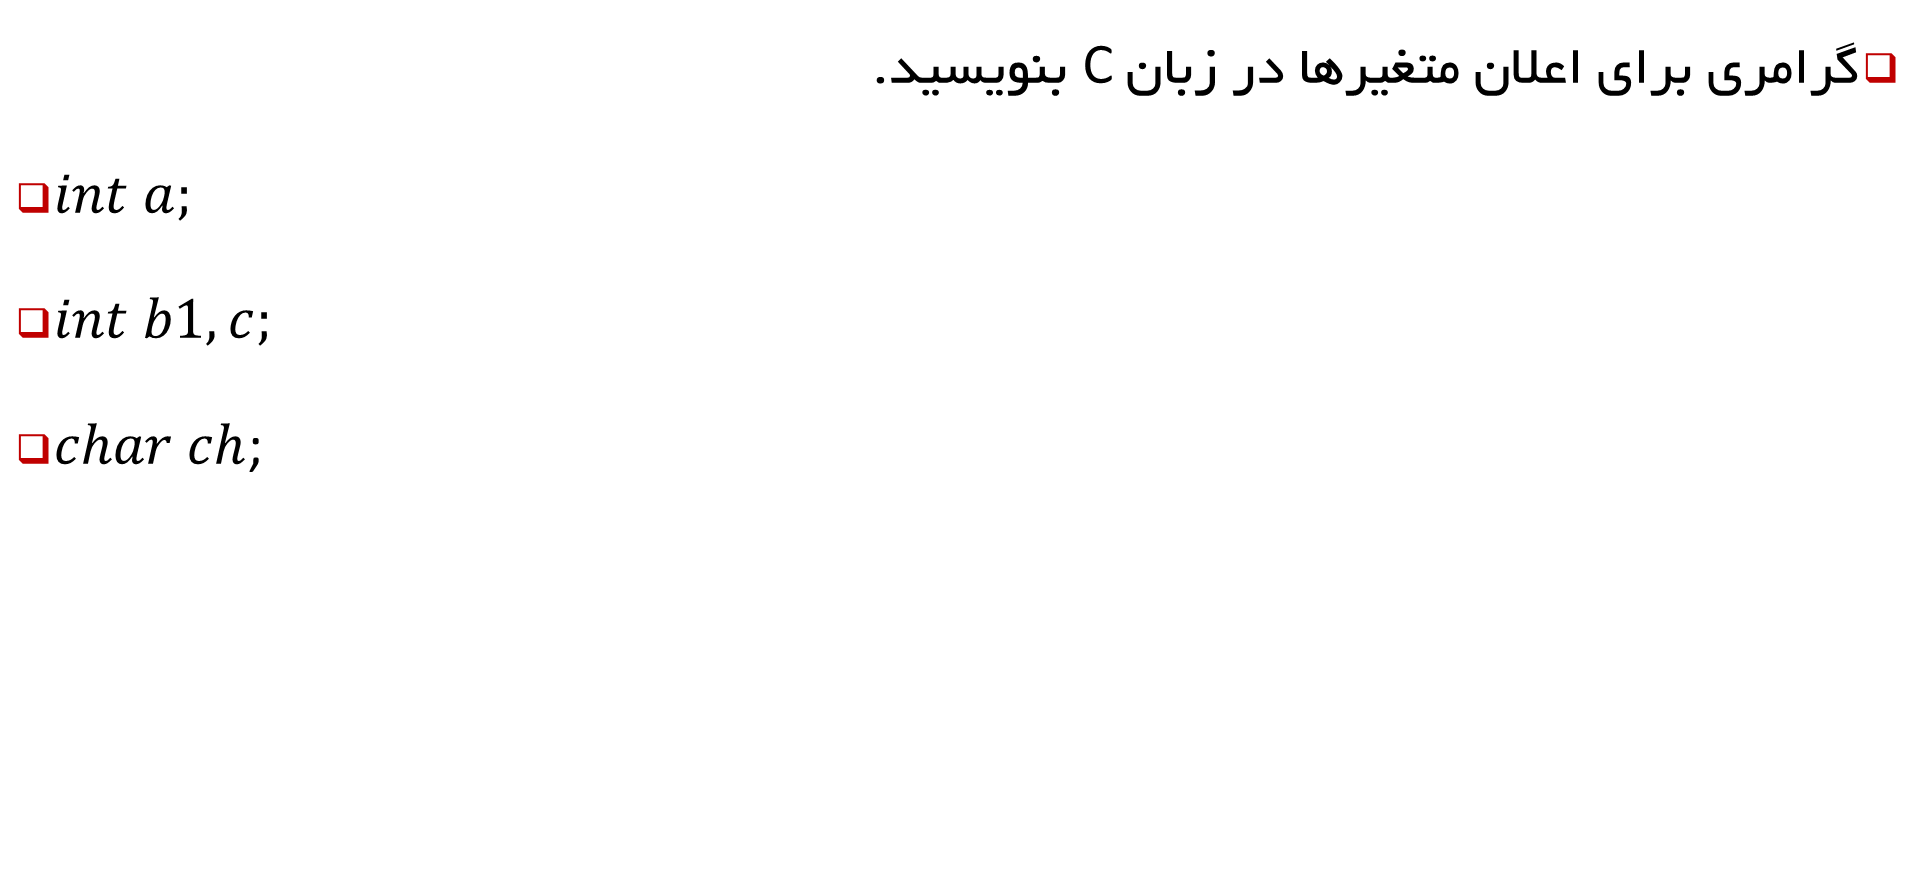 ❑گرامری برای اعلان متغیرها در زبان C بنویسید.
❑int a;
❑int b1, c;
❑char ch;